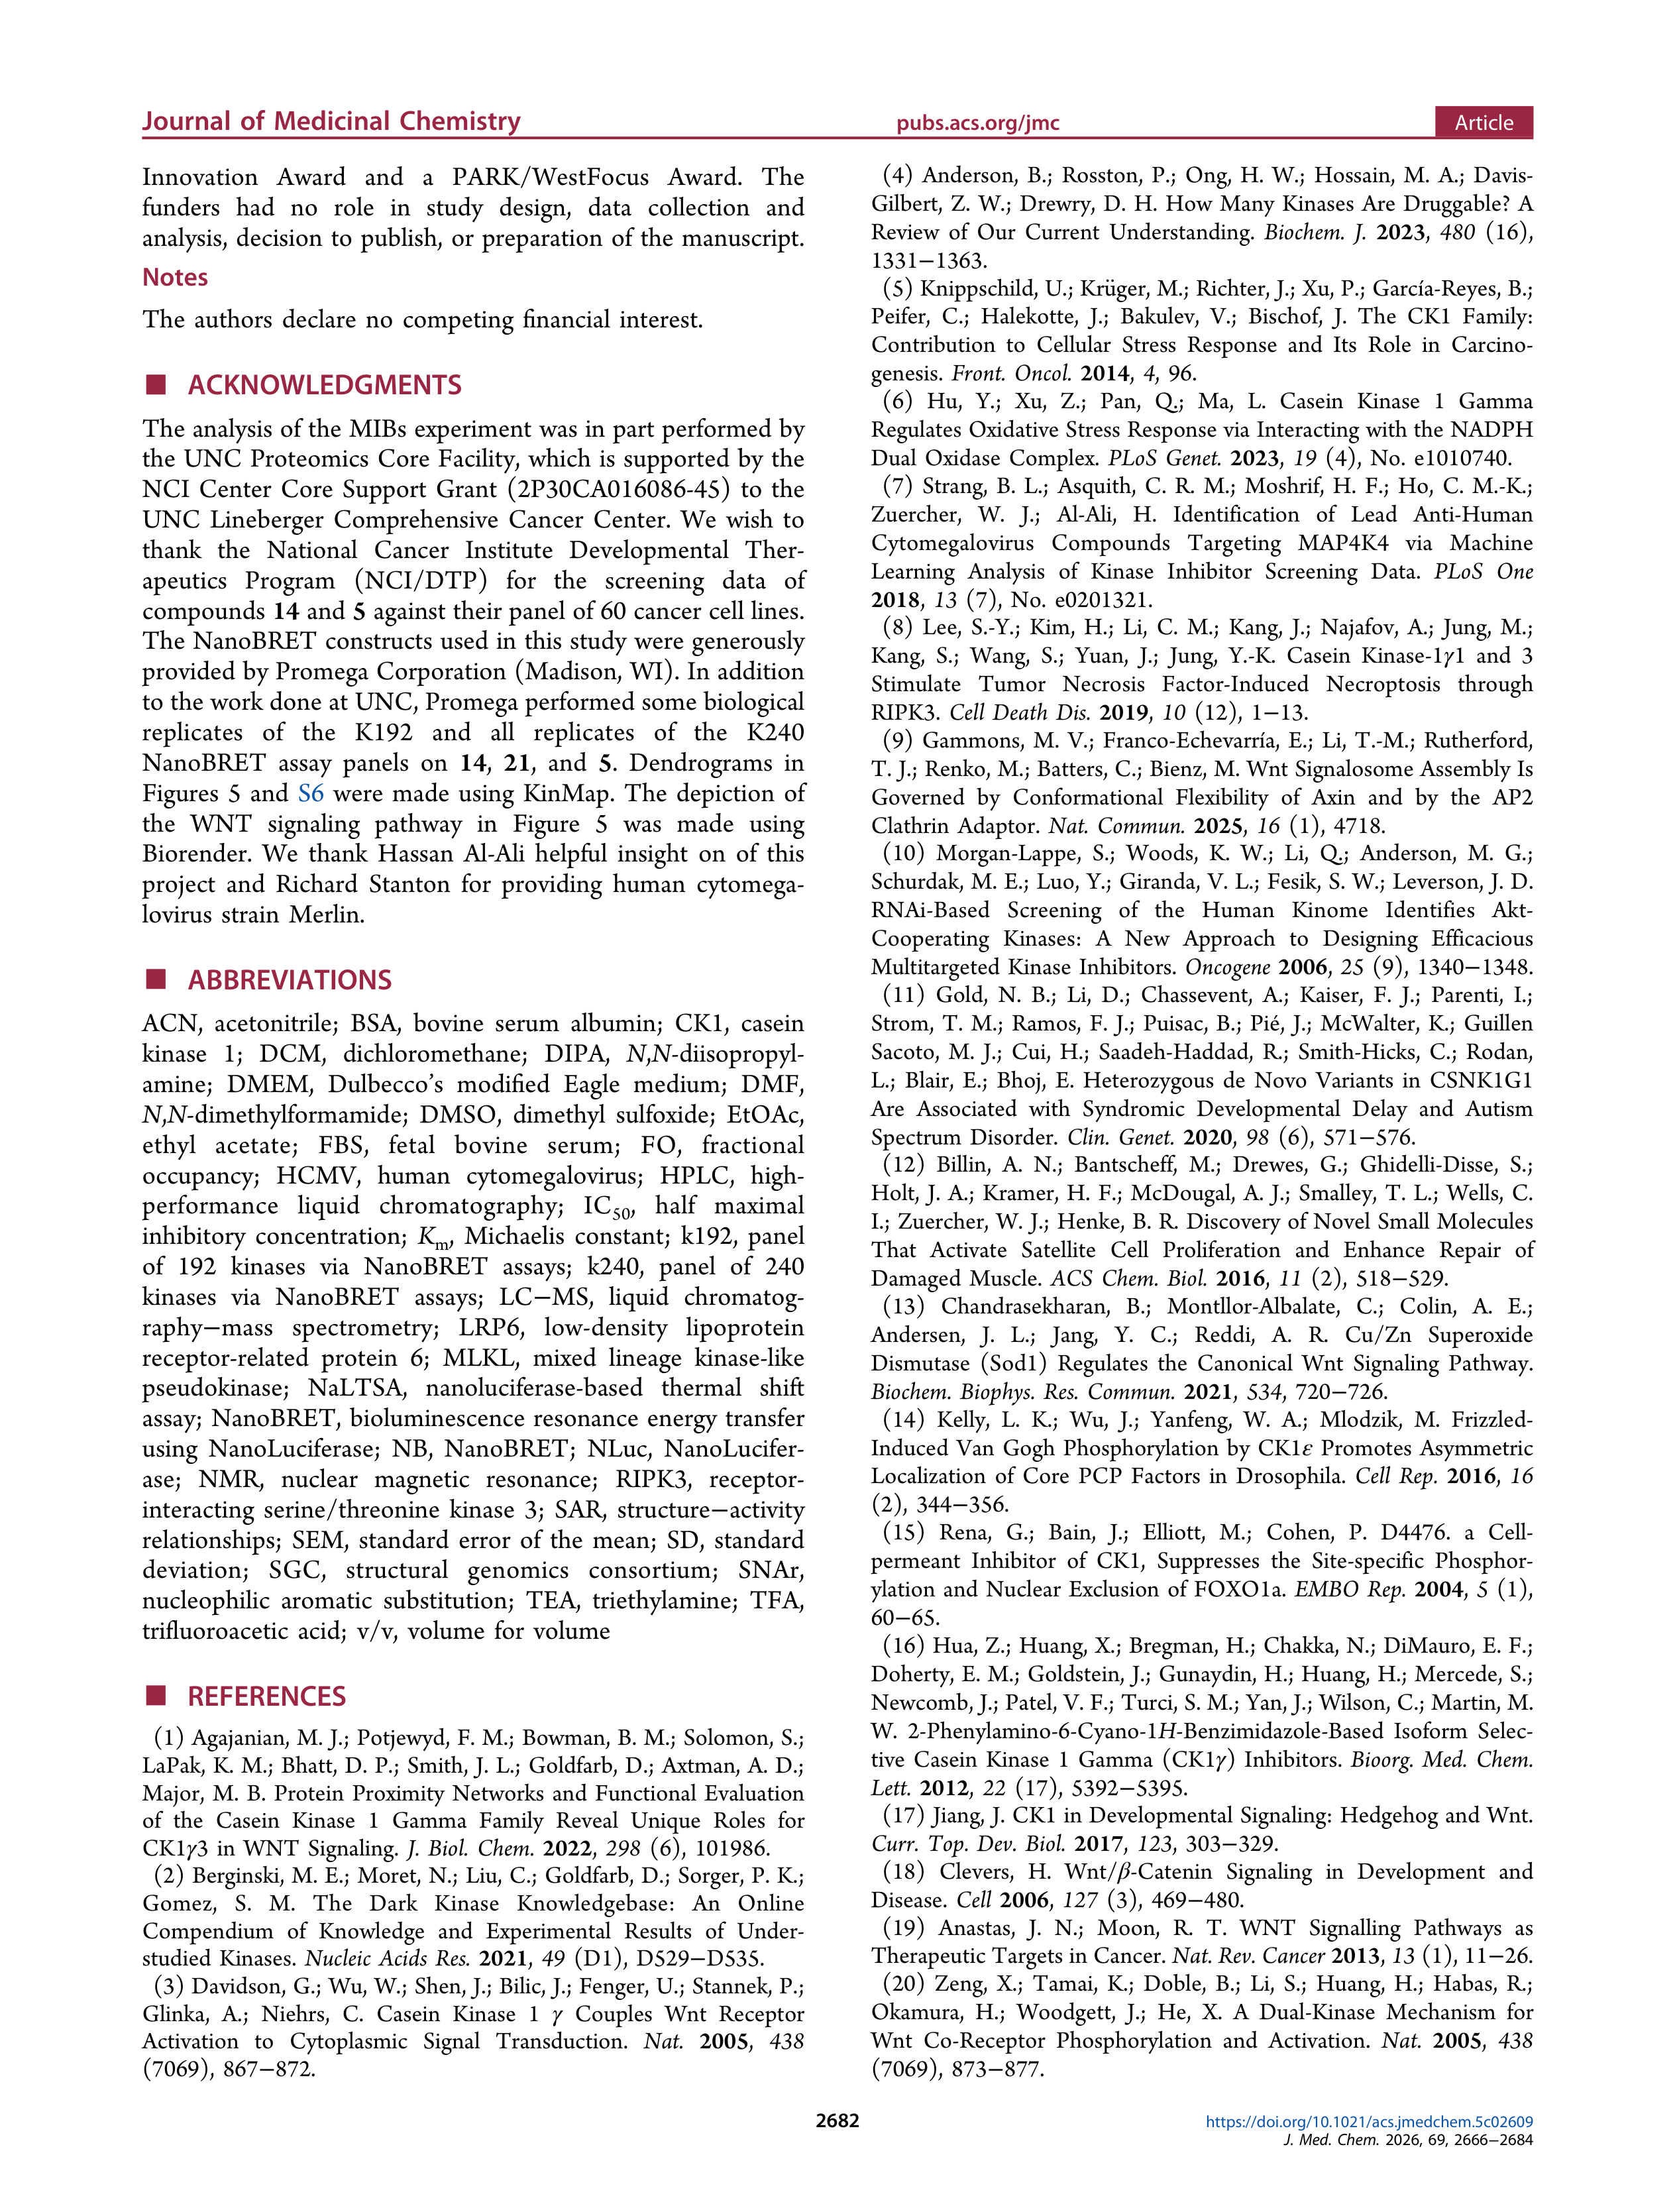 Journal of Medicinal Chemistry
pubs.acs.org/jmc
Article
Innovation Award and a PARK/WestFocus Award. The
funders had no role in study design, data collection and
analysis, decision to publish, or preparation of the manuscript.
Notes
The authors declare no competing financial interest.
■ ACKNOWLEDGMENTS
The analysis of the MIBs experiment was in part performed by
the UNC Proteomics Core Facility, which is supported by the
NCI Center Core Support Grant (2P30CA016086-45) to the
UNC Lineberger Comprehensive Cancer Center. We wish to
thank the National Cancer Institute Developmental Ther-
apeutics Program (NCI/DTP) for the screening data of
compounds 14 and 5 against their panel of 60 cancer cell lines.
The NanoBRET constructs used in this study were generously
provided by Promega Corporation (Madison, WI). In addition
to the work done at UNC, Promega performed some biological
replicates of the K192 and all replicates of the K240
NanoBRET assay panels on 14, 21, and 5. Dendrograms in
Figures 5 and S6 were made using KinMap. The depiction of
the WNT signaling pathway in Figure 5 was made using
Biorender. We thank Hassan Al-Ali helpful insight on of this
project and Richard Stanton for providing human cytomega-
lovirus strain Merlin.
■ ABBREVIATIONS
ACN, acetonitrile; BSA, bovine serum albumin; CK1, casein
kinase 1; DCM, dichloromethane; DIPA, N,N-diisopropyl-
amine; DMEM, Dulbecco's modified Eagle medium; DMF,
N,N-dimethylformamide; DMSO, dimethyl sulfoxide; EtOAc,
ethyl acetate; FBS, fetal bovine serum; FO, fractional
occupancy; HCMV, human cytomegalovirus; HPLC, high-
performance liquid chromatography; IC50, half maximal
inhibitory concentration; Km, Michaelis constant; k192, panel
of 192 kinases via NanoBRET assays; k240, panel of 240
kinases via NanoBRET assays; LC−MS, liquid chromatog-
raphy−mass spectrometry; LRP6, low-density lipoprotein
receptor-related protein 6; MLKL, mixed lineage kinase-like
pseudokinase; NaLTSA, nanoluciferase-based thermal shift
assay; NanoBRET, bioluminescence resonance energy transfer
using NanoLuciferase; NB, NanoBRET; NLuc, NanoLucifer-
ase; NMR, nuclear magnetic resonance; RIPK3, receptor-
interacting serine/threonine kinase 3; SAR, structure−activity
relationships; SEM, standard error of the mean; SD, standard
deviation; SGC, structural genomics consortium; SNAr,
nucleophilic aromatic substitution; TEA, triethylamine; TFA,
trifluoroacetic acid; v/v, volume for volume
■ REFERENCES
(1) Agajanian, M. J.; Potjewyd, F. M.; Bowman, B. M.; Solomon, S.;
LaPak, K. M.; Bhatt, D. P.; Smith, J. L.; Goldfarb, D.; Axtman, A. D.;
Major, M. B. Protein Proximity Networks and Functional Evaluation
of the Casein Kinase 1 Gamma Family Reveal Unique Roles for
CK1γ3 in WNT Signaling. J. Biol. Chem. 2022, 298 (6), 101986.
(2) Berginski, M. E.; Moret, N.; Liu, C.; Goldfarb, D.; Sorger, P. K.;
Gomez, S. M. The Dark Kinase Knowledgebase: An Online
Compendium of Knowledge and Experimental Results of Under-
studied Kinases. Nucleic Acids Res. 2021, 49 (D1), D529−D535.
(3) Davidson, G.; Wu, W.; Shen, J.; Bilic, J.; Fenger, U.; Stannek, P.;
Glinka, A.; Niehrs, C. Casein Kinase 1 γ Couples Wnt Receptor
Activation to Cytoplasmic Signal Transduction. Nat. 2005, 438
(7069), 867−872.
(4) Anderson, B.; Rosston, P.; Ong, H. W.; Hossain, M. A.; Davis-
Gilbert, Z. W.; Drewry, D. H. How Many Kinases Are Druggable? A
Review of Our Current Understanding. Biochem. J. 2023, 480 (16),
1331−1363.
(5) Knippschild, U.; Krüger, M.; Richter, J.; Xu, P.; García-Reyes, B.;
Peifer, C.; Halekotte, J.; Bakulev, V.; Bischof, J. The CK1 Family:
Contribution to Cellular Stress Response and Its Role in Carcino-
genesis. Front. Oncol. 2014, 4, 96.
(6) Hu, Y.; Xu, Z.; Pan, Q.; Ma, L. Casein Kinase 1 Gamma
Regulates Oxidative Stress Response via Interacting with the NADPH
Dual Oxidase Complex. PLoS Genet. 2023, 19 (4), No. e1010740.
(7) Strang, B. L.; Asquith, C. R. M.; Moshrif, H. F.; Ho, C. M.-K.;
Zuercher, W. J.; Al-Ali, H. Identification of Lead Anti-Human
Cytomegalovirus Compounds Targeting MAP4K4 via Machine
Learning Analysis of Kinase Inhibitor Screening Data. PLoS One
2018, 13 (7), No. e0201321.
(8) Lee, S.-Y.; Kim, H.; Li, C. M.; Kang, J.; Najafov, A.; Jung, M.;
Kang, S.; Wang, S.; Yuan, J.; Jung, Y.-K. Casein Kinase-1γ1 and 3
Stimulate Tumor Necrosis Factor-Induced Necroptosis through
RIPK3. Cell Death Dis. 2019, 10 (12), 1−13.
(9) Gammons, M. V.; Franco-Echevarría, E.; Li, T.-M.; Rutherford,
T. J.; Renko, M.; Batters, C.; Bienz, M. Wnt Signalosome Assembly Is
Governed by Conformational Flexibility of Axin and by the AP2
Clathrin Adaptor. Nat. Commun. 2025, 16 (1), 4718.
(10) Morgan-Lappe, S.; Woods, K. W.; Li, Q.; Anderson, M. G.;
Schurdak, M. E.; Luo, Y.; Giranda, V. L.; Fesik, S. W.; Leverson, J. D.
RNAi-Based Screening of the Human Kinome Identifies Akt-
Cooperating Kinases: A New Approach to Designing Efficacious
Multitargeted Kinase Inhibitors. Oncogene 2006, 25 (9), 1340−1348.
(11) Gold, N. B.; Li, D.; Chassevent, A.; Kaiser, F. J.; Parenti, I.;
Strom, T. M.; Ramos, F. J.; Puisac, B.; Pié, J.; McWalter, K.; Guillen
Sacoto, M. J.; Cui, H.; Saadeh-Haddad, R.; Smith-Hicks, C.; Rodan,
L.; Blair, E.; Bhoj, E. Heterozygous de Novo Variants in CSNK1G1
Are Associated with Syndromic Developmental Delay and Autism
Spectrum Disorder. Clin. Genet. 2020, 98 (6), 571−576.
(12) Billin, A. N.; Bantscheff, M.; Drewes, G.; Ghidelli-Disse, S.;
Holt, J. A.; Kramer, H. F.; McDougal, A. J.; Smalley, T. L.; Wells, C.
I.; Zuercher, W. J.; Henke, B. R. Discovery of Novel Small Molecules
That Activate Satellite Cell Proliferation and Enhance Repair of
Damaged Muscle. ACS Chem. Biol. 2016, 11 (2), 518−529.
(13) Chandrasekharan, B.; Montllor-Albalate, C.; Colin, A. E.;
Andersen, J. L.; Jang, Y. C.; Reddi, A. R. Cu/Zn Superoxide
Dismutase (Sod1) Regulates the Canonical Wnt Signaling Pathway.
Biochem. Biophys. Res. Commun. 2021, 534, 720−726.
(14) Kelly, L. K.; Wu, J.; Yanfeng, W. A.; Mlodzik, M. Frizzled-
Induced Van Gogh Phosphorylation by CK1ε Promotes Asymmetric
Localization of Core PCP Factors in Drosophila. Cell Rep. 2016, 16
(2), 344−356.
(15) Rena, G.; Bain, J.; Elliott, M.; Cohen, P. D4476. a Cell-
permeant Inhibitor of CK1, Suppresses the Site-specific Phosphor-
ylation and Nuclear Exclusion of FOXO1a. EMBO Rep. 2004, 5 (1),
60−65.
(16) Hua, Z.; Huang, X.; Bregman, H.; Chakka, N.; DiMauro, E. F.;
Doherty, E. M.; Goldstein, J.; Gunaydin, H.; Huang, H.; Mercede, S.;
Newcomb, J.; Patel, V. F.; Turci, S. M.; Yan, J.; Wilson, C.; Martin, M.
W. 2-Phenylamino-6-Cyano-1H-Benzimidazole-Based Isoform Selec-
tive Casein Kinase 1 Gamma (CK1γ) Inhibitors. Bioorg. Med. Chem.
Lett. 2012, 22 (17), 5392−5395.
(17) Jiang, J. CK1 in Developmental Signaling: Hedgehog and Wnt.
Curr. Top. Dev. Biol. 2017, 123, 303−329.
(18) Clevers, H. Wnt/β-Catenin Signaling in Development and
Disease. Cell 2006, 127 (3), 469−480.
(19) Anastas, J. N.; Moon, R. T. WNT Signalling Pathways as
Therapeutic Targets in Cancer. Nat. Rev. Cancer 2013, 13 (1), 11−26.
(20) Zeng, X.; Tamai, K.; Doble, B.; Li, S.; Huang, H.; Habas, R.;
Okamura, H.; Woodgett, J.; He, X. A Dual-Kinase Mechanism for
Wnt Co-Receptor Phosphorylation and Activation. Nat. 2005, 438
(7069), 873−877.
2682
https://doi.org/10.1021/acs.jmedchem.5c02609
J. Med. Chem. 2026, 69, 2666−2684